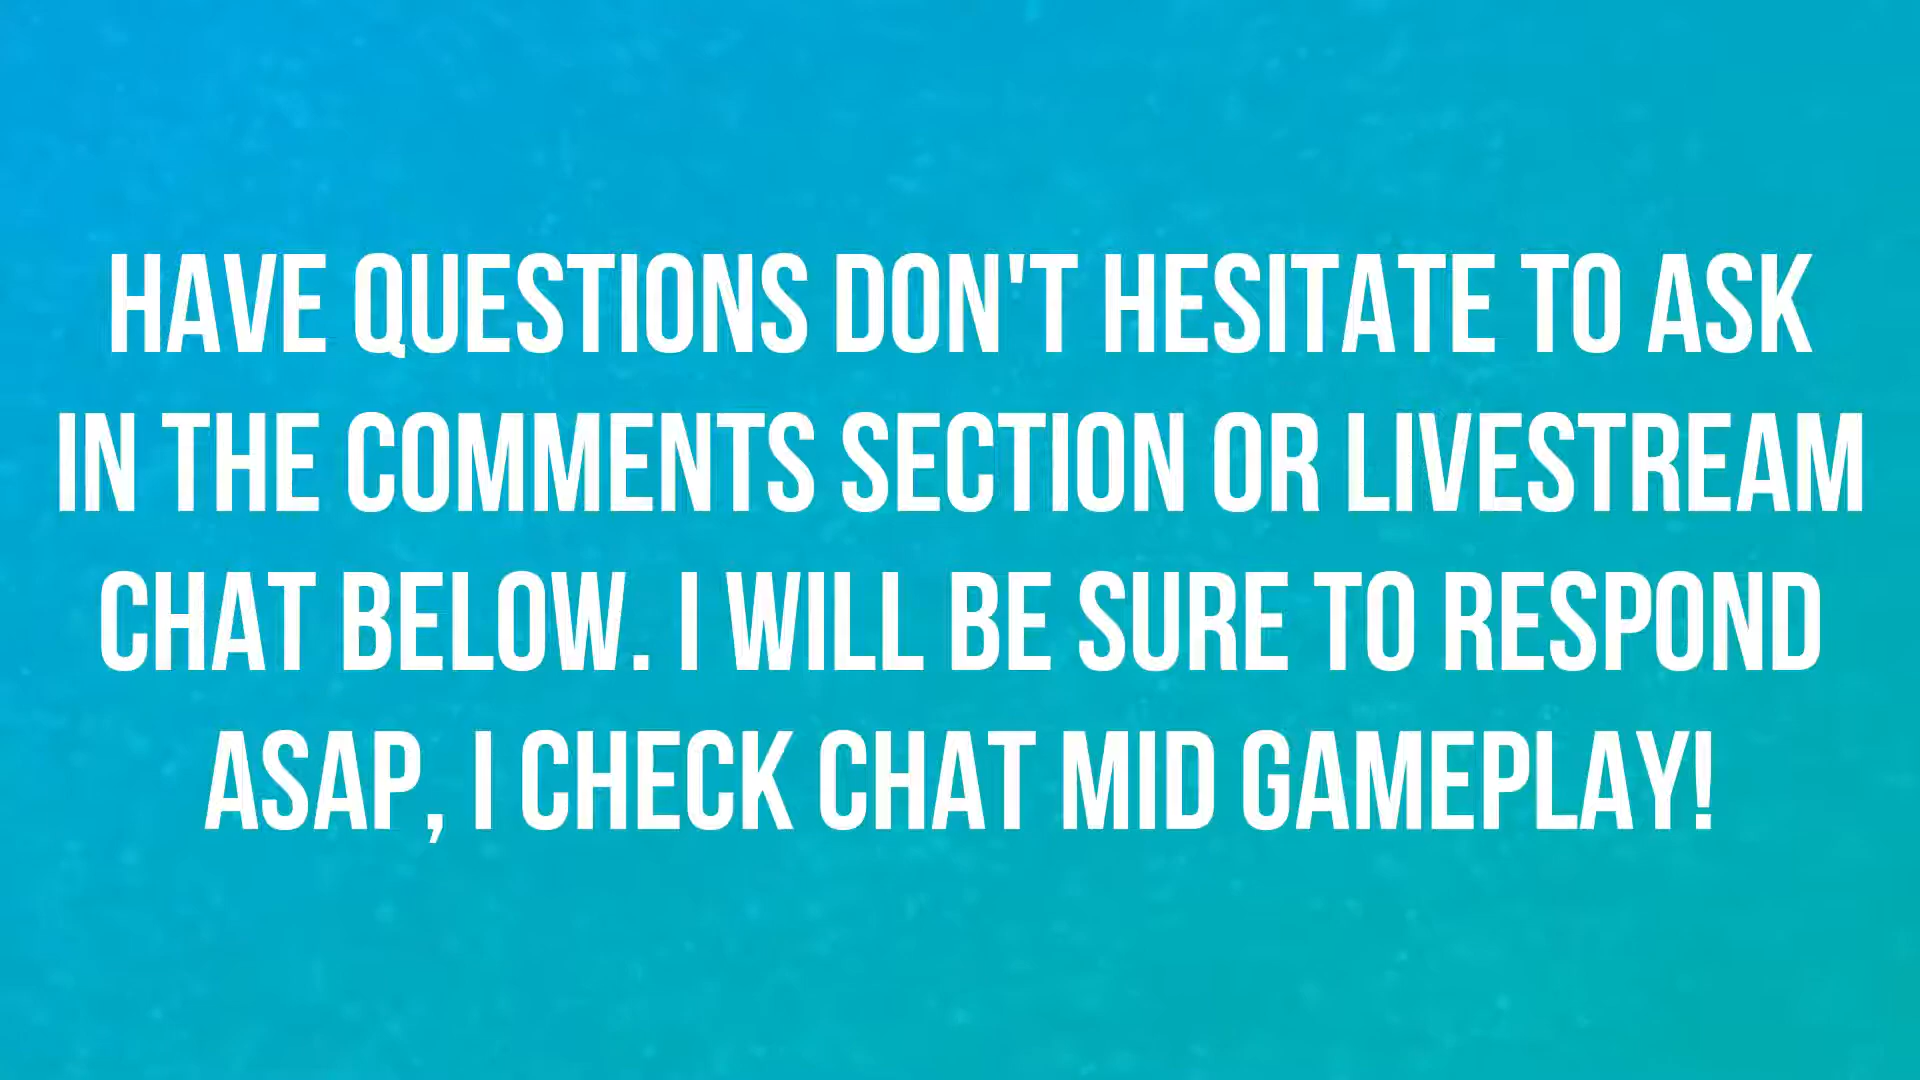 HAVE QUESTIONS DON'T HESITATE TO ASK
IN THE COMMENTS SECTION OR LIVESTREAM
CHAT BELOW. I WILL BE SURE TO RESPOND
ASAP, I CHECK CHAT MID GAMEPLAY!